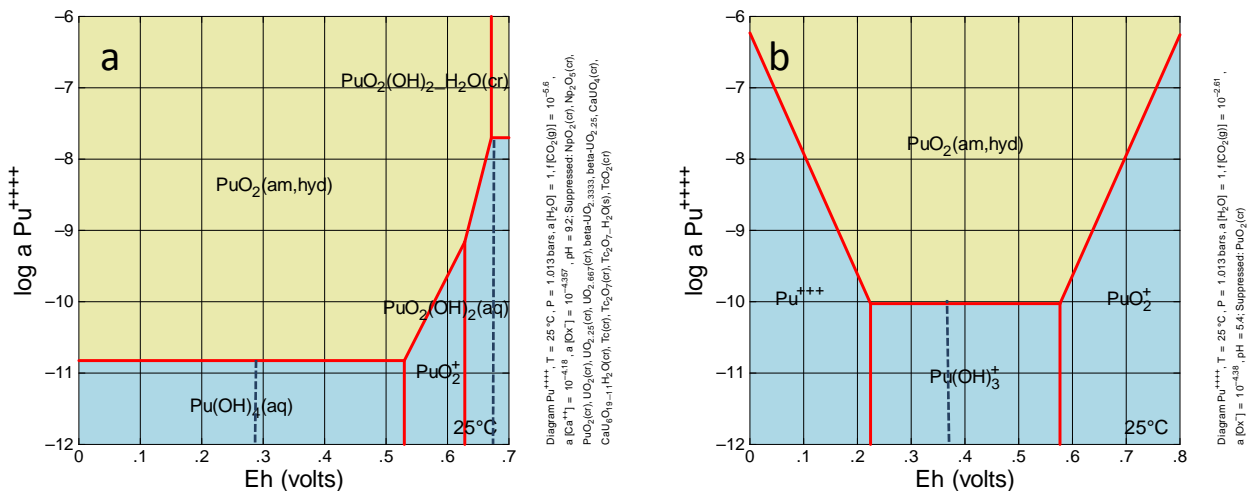 a
−6
−7
−8
−9
−10
−11
−12
log a Pu++++
0
.1
.2
.3
.4
.5
.6
.7
Eh (volts)
PuO2(OH)2_H2O(cr)
PuO2(am,hyd)
PuO2(OH)2(aq)
PuO2+
Pu(OH)4(aq)
25°C
Diagram Pu++++, T = 25 °C, P = 1.013 bars, a [H2O] = 1, f [CO2(g)] = 10−5.6,
a [Ca++] = 10−4.18, a [Ox−] = 10−4.357, pH = 9.2; Suppressed: NpO2(cr), Np2O5(cr),
PuO2(cr), UO2(cr), UO2.25(cr), UO2.667(cr), beta-UO2.3333, beta-UO2.25, CaUO4(cr),
CaU6O19−11H2O(cr), Tc(cr), Tc2O7(cr), Tc2O7_H2O(s), TcO2(cr)
b
−6
−7
−8
−9
−10
−11
−12
log a Pu++++
0
.1
.2
.3
.4
.5
.6
.7
.8
Eh (volts)
PuO2(am,hyd)
Pu+++
PuO2+
Pu(OH)3+
25°C
Diagram Pu++++, T = 25 °C, P = 1.013 bars, a [H2O] = 1, f [CO2(g)] = 10−2.61,
a [Ox−] = 10−4.38, pH = 5.4; Suppressed: PuO2(cr)